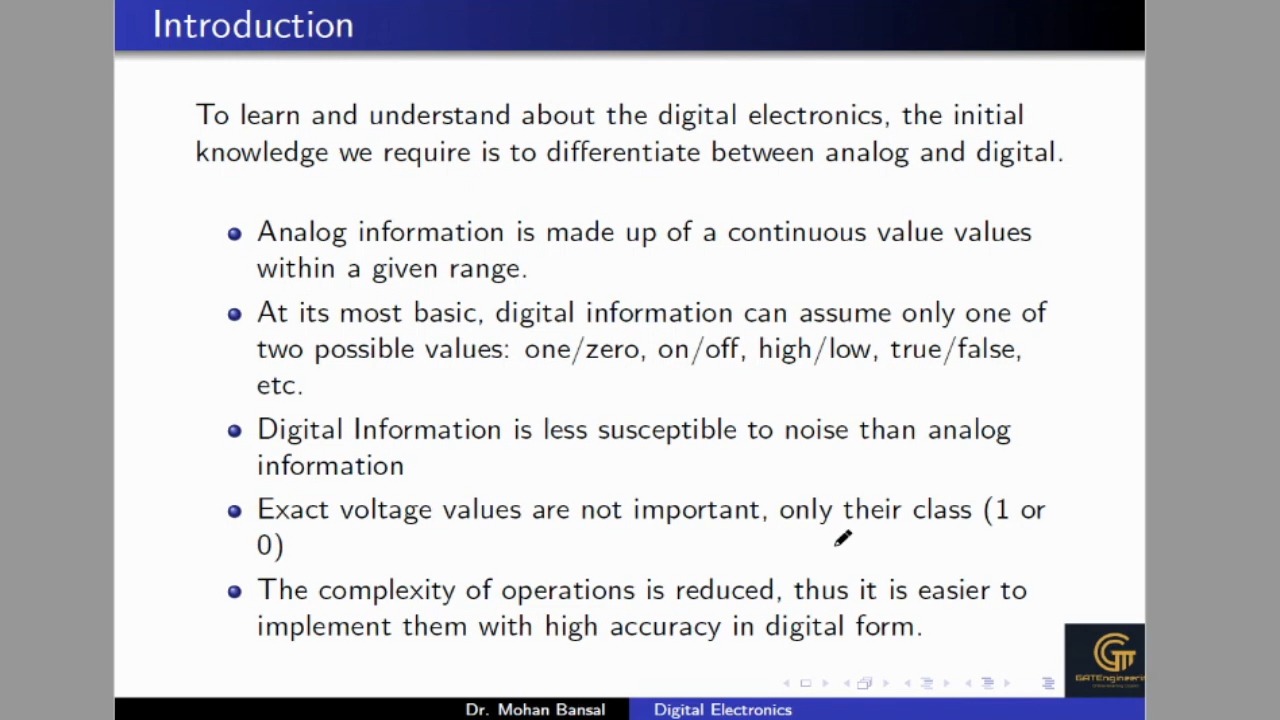 Introduction
To learn and understand about the digital electronics, the initial
knowledge we require is to differentiate between analog and digital.
Analog information is made up of a continuous value values
within a given range.
At its most basic, digital information can assume only one of
two possible values: one/zero, on/off, high/low, true/false,
etc.
Digital Information is less susceptible to noise than analog
information
Exact voltage values are not important, only their class (1 or
0)
The complexity of operations is reduced, thus it is easier to
implement them with high accuracy in digital form.
Dr. Mohan Bansal
Digital Electronics